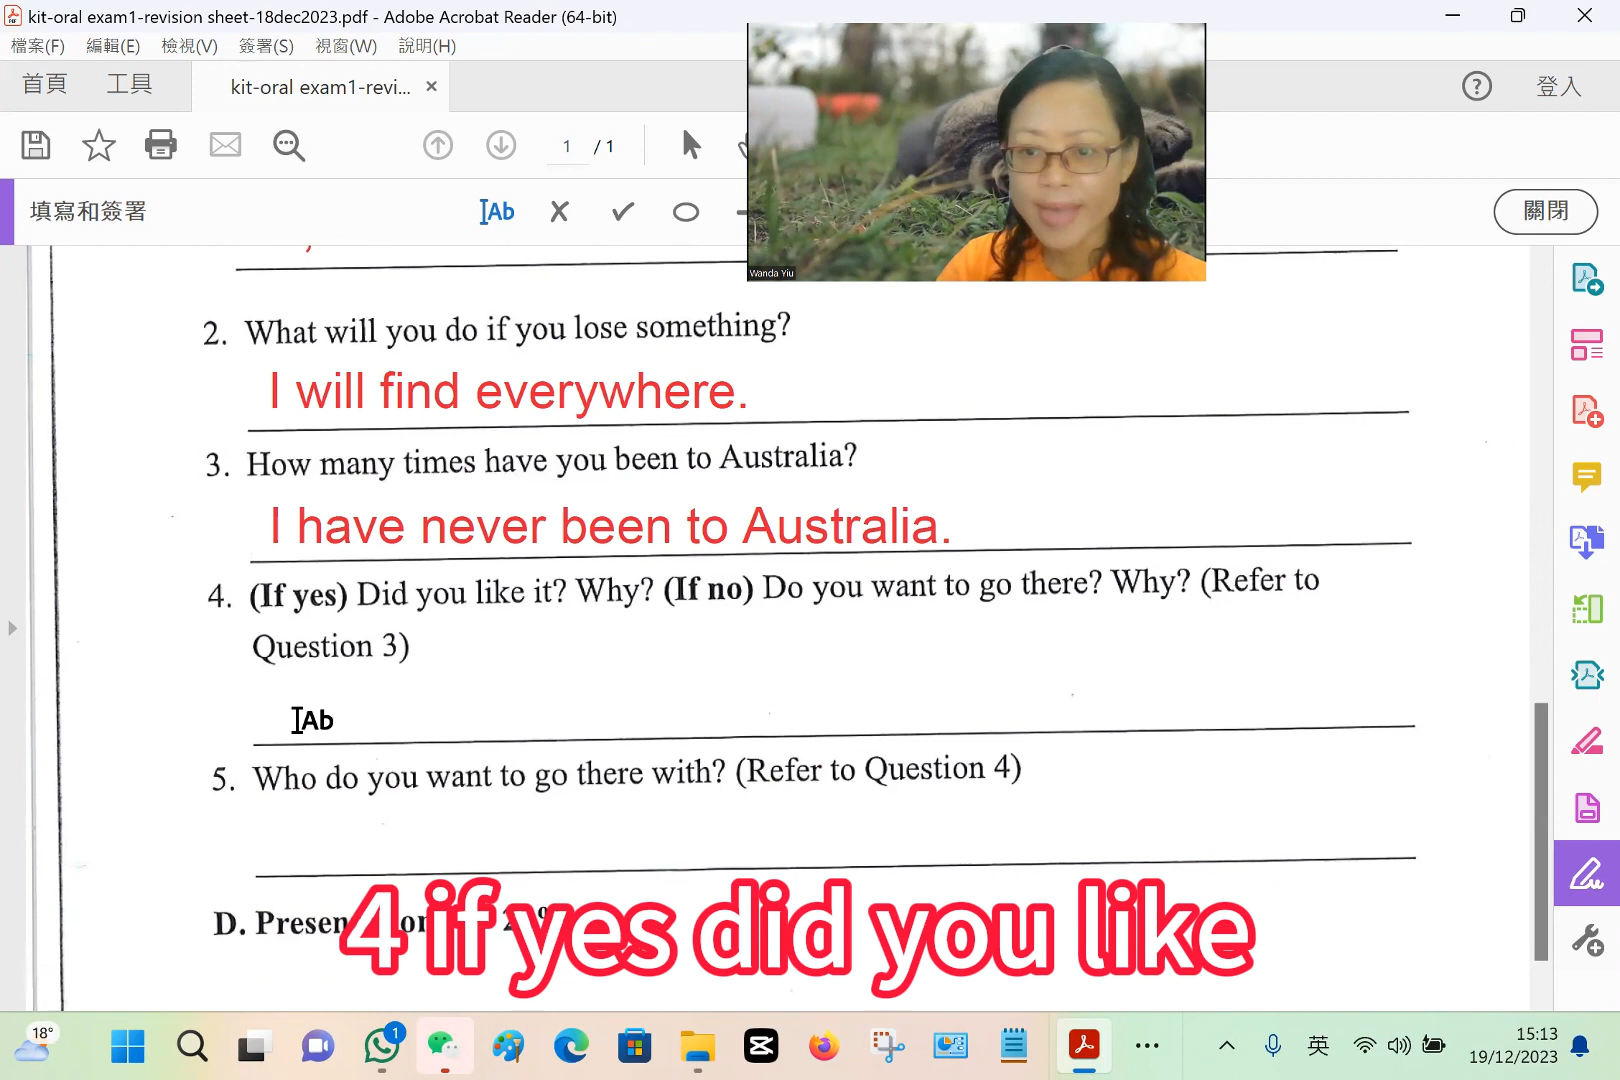 kit-oral exam1-revision sheet-18dec2023.pdf - Adobe Acrobat Reader (64-bit)
檔案(F) 編輯(E) 檢視(V) 簽署(S) 視窗(W) 說明(H)
首頁 工具 kit-oral exam1-revi... × 登入
1 / 1
填寫和簽署 Ab 關閉
Wanda Yiu
2. What will you do if you lose something?
I will find everywhere.
3. How many times have you been to Australia?
I have never been to Australia.
4. (If yes) Did you like it? Why? (If no) Do you want to go there? Why? (Refer to
Question 3)
Ab
5. Who do you want to go there with? (Refer to Question 4)
D. Presen on 2
4 if yes did you like
18°
1
英
15:13
19/12/2023